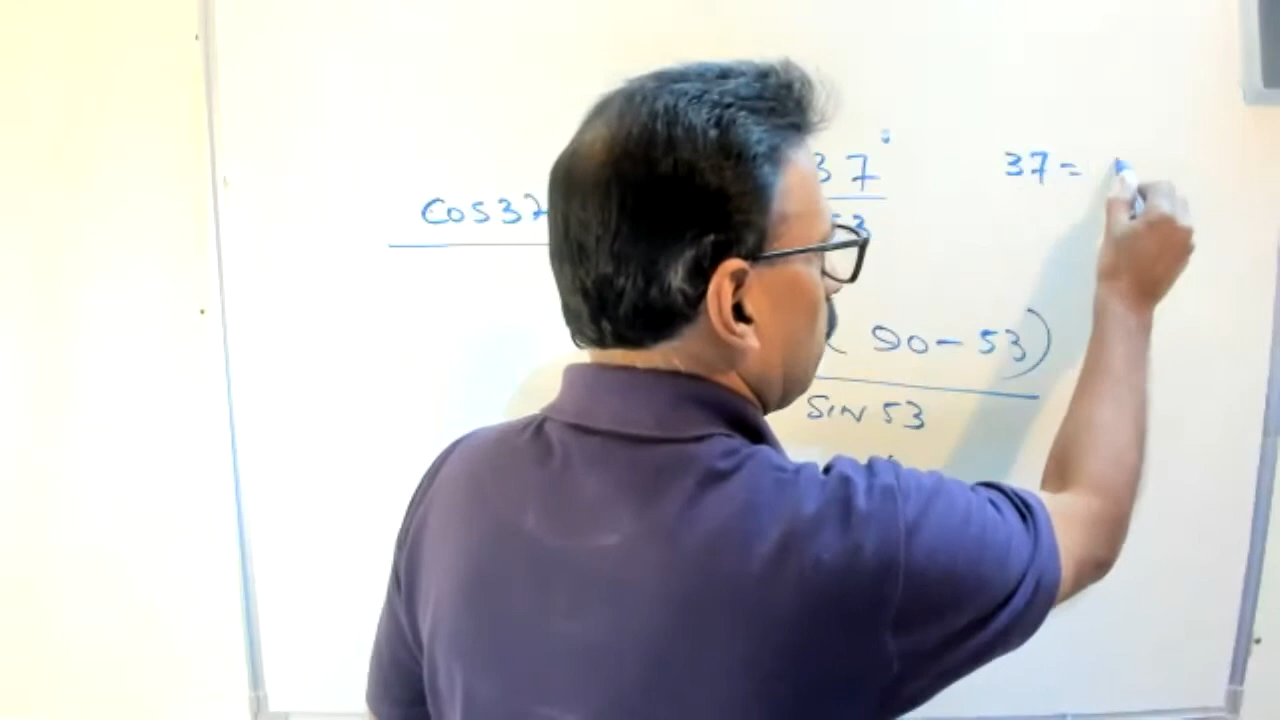 37° 37=
cos37
53
(90-53)
sin 53